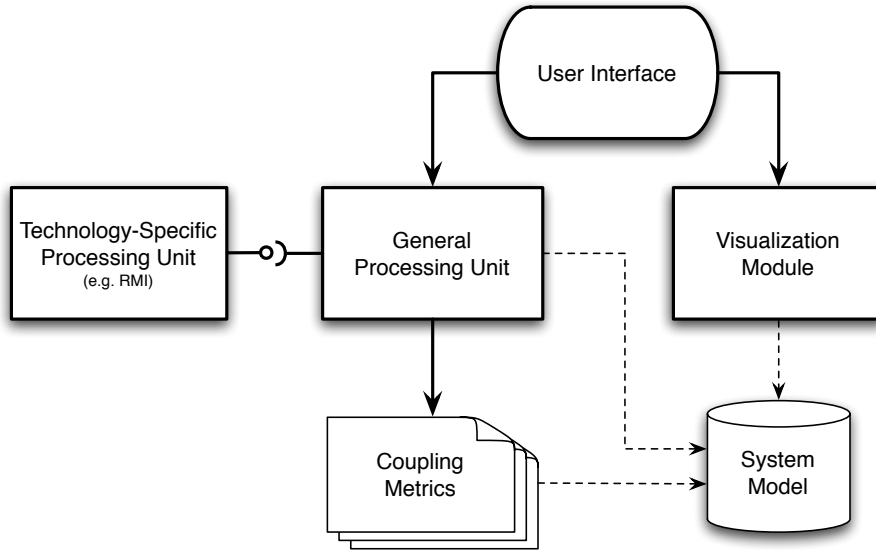 User Interface
Technology-Specific
Processing Unit
(e.g. RMI)
General
Processing Unit
Visualization
Module
Coupling
Metrics
System
Model